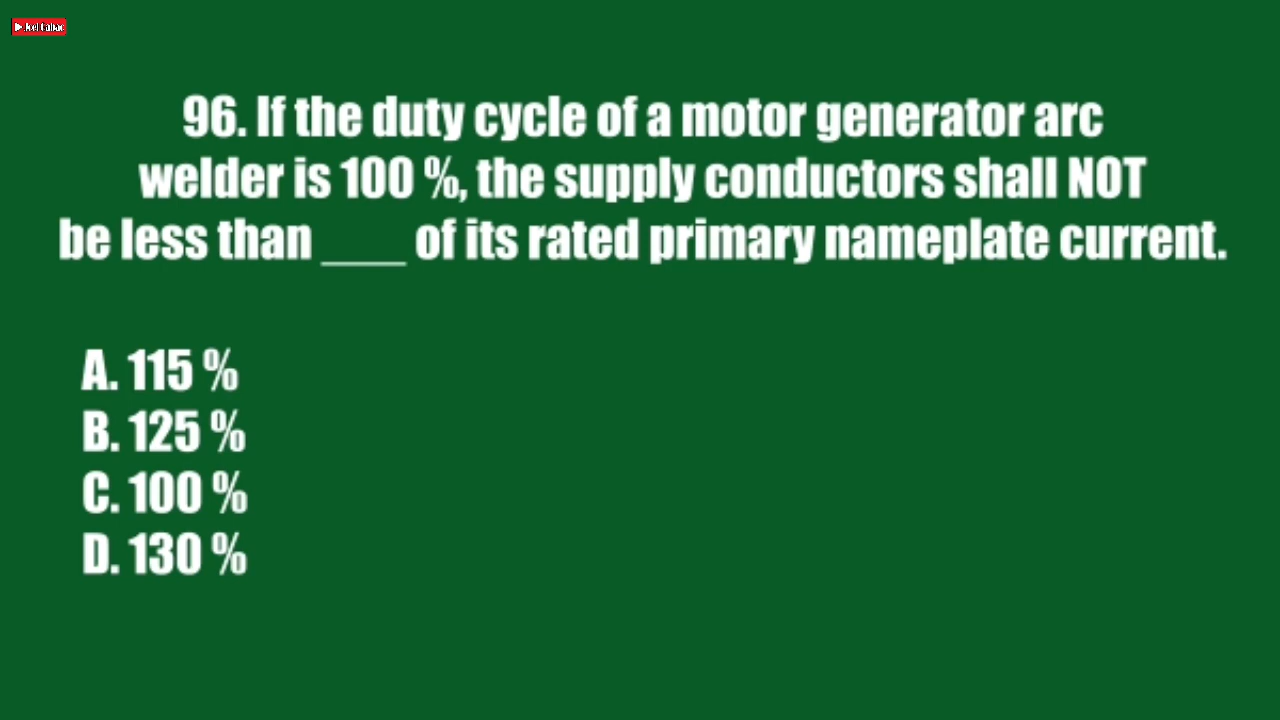 96. If the duty cycle of a motor generator arc
welder is 100 %, the supply conductors shall NOT
be less than ___ of its rated primary nameplate current.
A. 115 %
B. 125 %
C. 100 %
D. 130 %